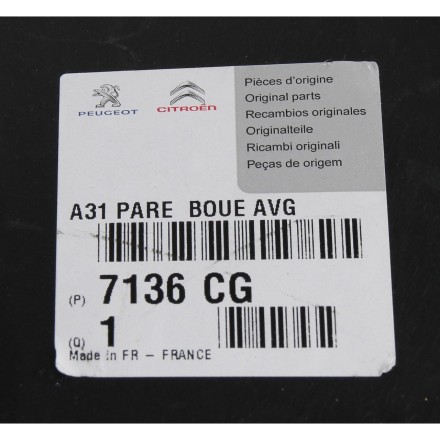 PEUGEOT
CITROËN
Pièces d'origine
Original parts
Recambios originales
Originalteile
Ricambi originali
Peças de origem
A31 PARE BOUE AVG
(P) 7136 CG
(Q) 1
Made in FR - FRANCE